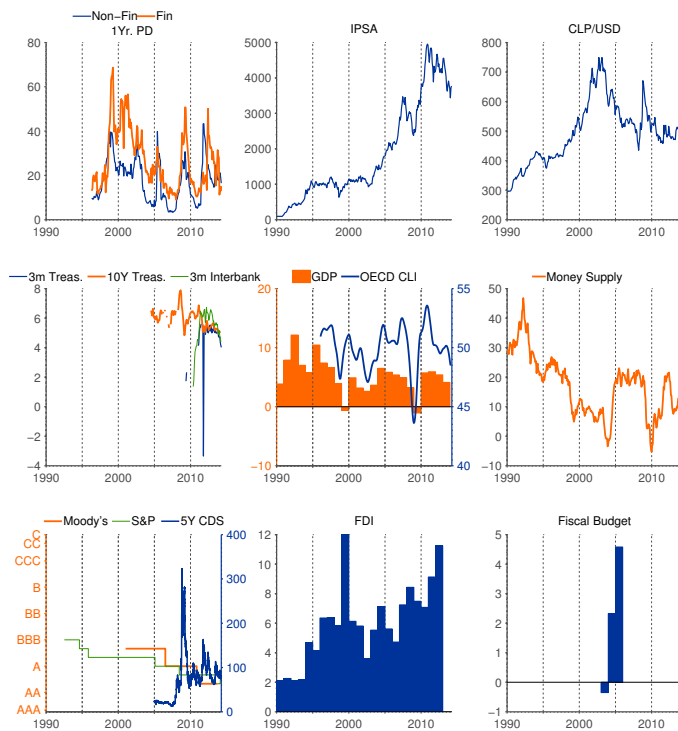 Non−Fin Fin
1Yr. PD
IPSA
CLP/USD
80
60
40
20
0
1990 2000 2010
5000
4000
3000
2000
1000
0
1990 2000 2010
800
700
600
500
400
300
200
1990 2000 2010
3m Treas. 10Y Treas. 3m Interbank
8
6
4
2
0
−2
−4
1990 2000 2010
GDP OECD CLI
20
10
0
−10
55
50
45
40
1990 2000 2010
Money Supply
50
40
30
20
10
0
−10
1990 2000 2010
Moody's S&P 5Y CDS
C
CC
CCC
B
BB
BBB
A
AA
AAA
400
300
200
100
0
1990 2000 2010
FDI
12
10
8
6
4
2
0
1990 2000 2010
Fiscal Budget
5
4
3
2
1
0
−1
1990 2000 2010